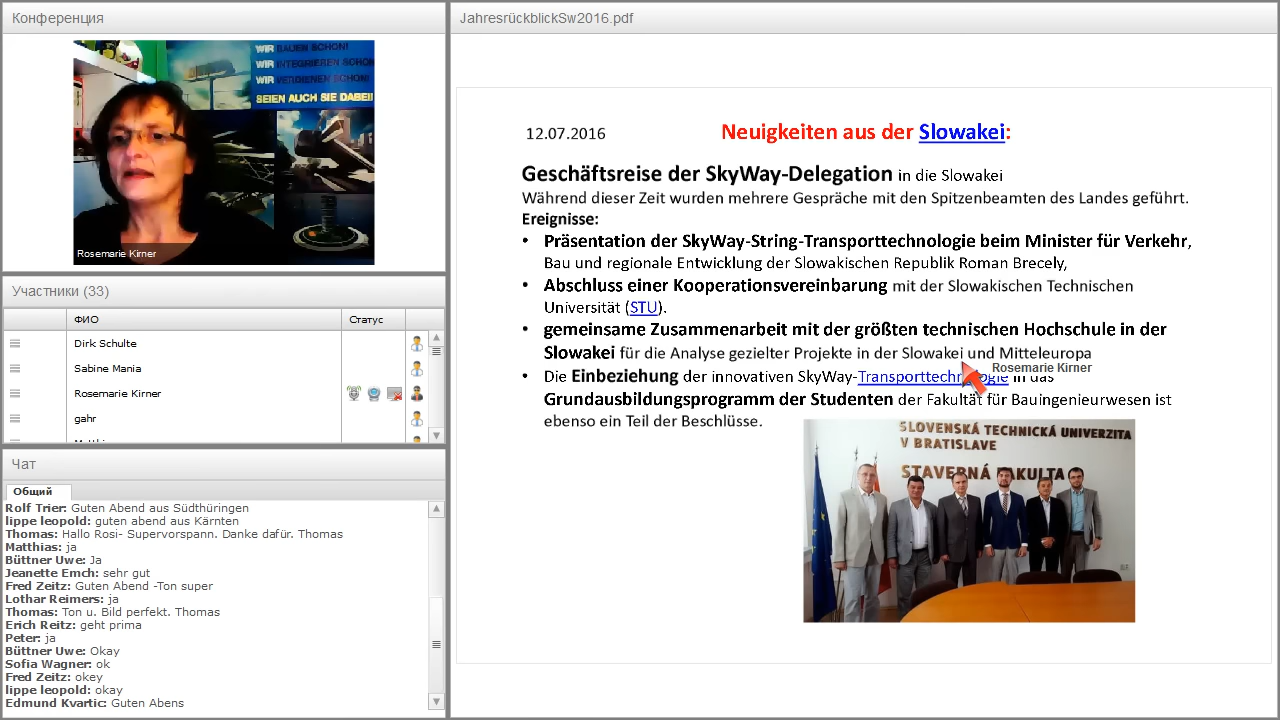 Конференция
WIR BAUEN SCHON!
WIR INTEGRIEREN SCHON
WIR VERDIENEN SCHON!
SEIEN AUCH SIE DABEI!
Rosemarie Kirner
Участники (33)
ФИО Статус
Dirk Schulte
Sabine Mania
Rosemarie Kirner
gahr
Чат
Общий
Rolf Trier: Guten Abend aus Südthüringen
lippe leopold: guten abend aus Kärnten
Thomas: Hallo Rosi- Supervorspann. Danke dafür. Thomas
Matthias: ja
Büttner Uwe: Ja
Jeanette Emch: sehr gut
Fred Zeitz: Guten Abend -Ton super
Lothar Reimers: ja
Thomas: Ton u. Bild perfekt. Thomas
Erich Reitz: geht prima
Peter: ja
Büttner Uwe: Okay
Sofia Wagner: ok
Fred Zeitz: okey
lippe leopold: okay
Edmund Kvartic: Guten Abens
JahresrückblickSw2016.pdf
12.07.2016 Neuigkeiten aus der Slowakei:
Geschäftsreise der SkyWay-Delegation in die Slowakei
Während dieser Zeit wurden mehrere Gespräche mit den Spitzenbeamten des Landes geführt.
Ereignisse:
• Präsentation der SkyWay-String-Transporttechnologie beim Minister für Verkehr,
Bau und regionale Entwicklung der Slowakischen Republik Roman Brecely,
• Abschluss einer Kooperationsvereinbarung mit der Slowakischen Technischen
Universität (STU).
• gemeinsame Zusammenarbeit mit der größten technischen Hochschule in der
Slowakei für die Analyse gezielter Projekte in der Slowakei und Mitteleuropa
Rosemarie Kirner
• Die Einbeziehung der innovativen SkyWay-Transporttechnologie in das
Grundausbildungsprogramm der Studenten der Fakultät für Bauingenieurwesen ist
ebenso ein Teil der Beschlüsse.
SLOVENSKÁ TECHNICKÁ UNIVERZITA
V BRATISLAVE
STAVEBNÁ FAKULTA